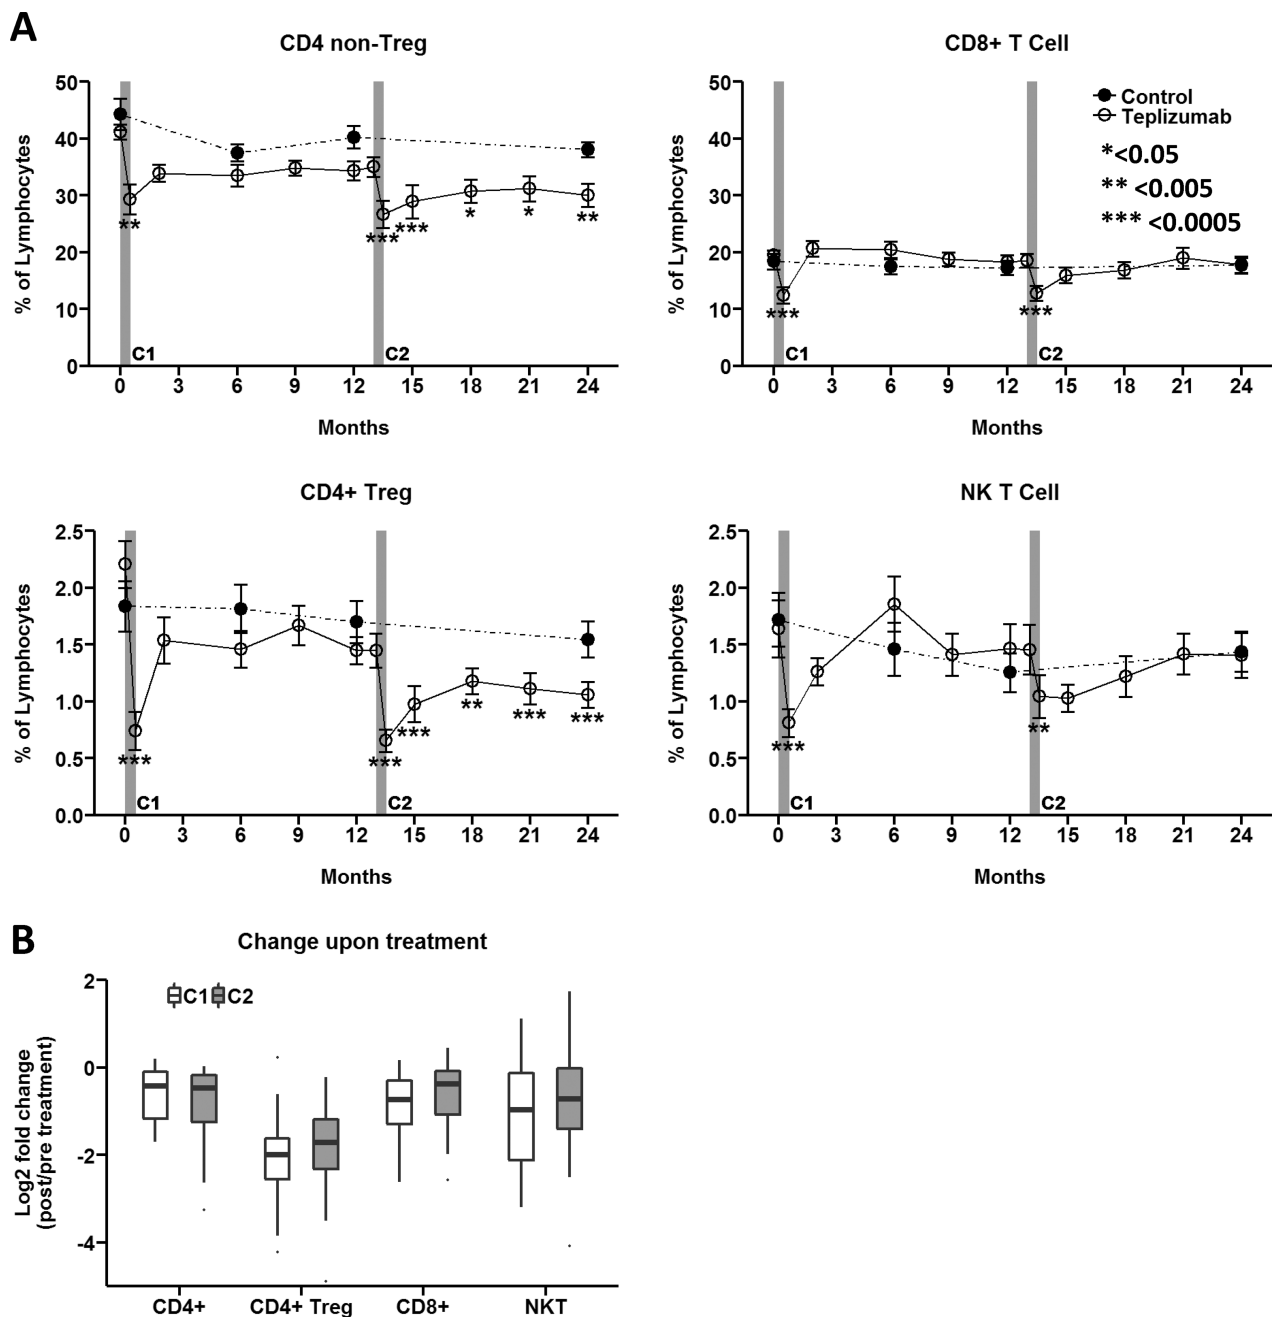 A
CD4 non-Treg
% of Lymphocytes
50
40
30
20
10
0
** *** *** * * **
C1 C2
0 3 6 9 12 15 18 21 24
Months
CD8+ T Cell
Control
Teplizumab
*<0.05
** <0.005
*** <0.0005
% of Lymphocytes
50
40
30
20
10
0
*** ***
C1 C2
0 3 6 9 12 15 18 21 24
Months
CD4+ Treg
% of Lymphocytes
2.5
2.0
1.5
1.0
0.5
0.0
*** *** *** ** *** ***
C1 C2
0 3 6 9 12 15 18 21 24
Months
NK T Cell
% of Lymphocytes
2.5
2.0
1.5
1.0
0.5
0.0
*** **
C1 C2
0 3 6 9 12 15 18 21 24
Months
B
Change upon treatment
C1 C2
Log2 fold change
(post/pre treatment)
2
0
-2
-4
CD4+ CD4+ Treg CD8+ NKT